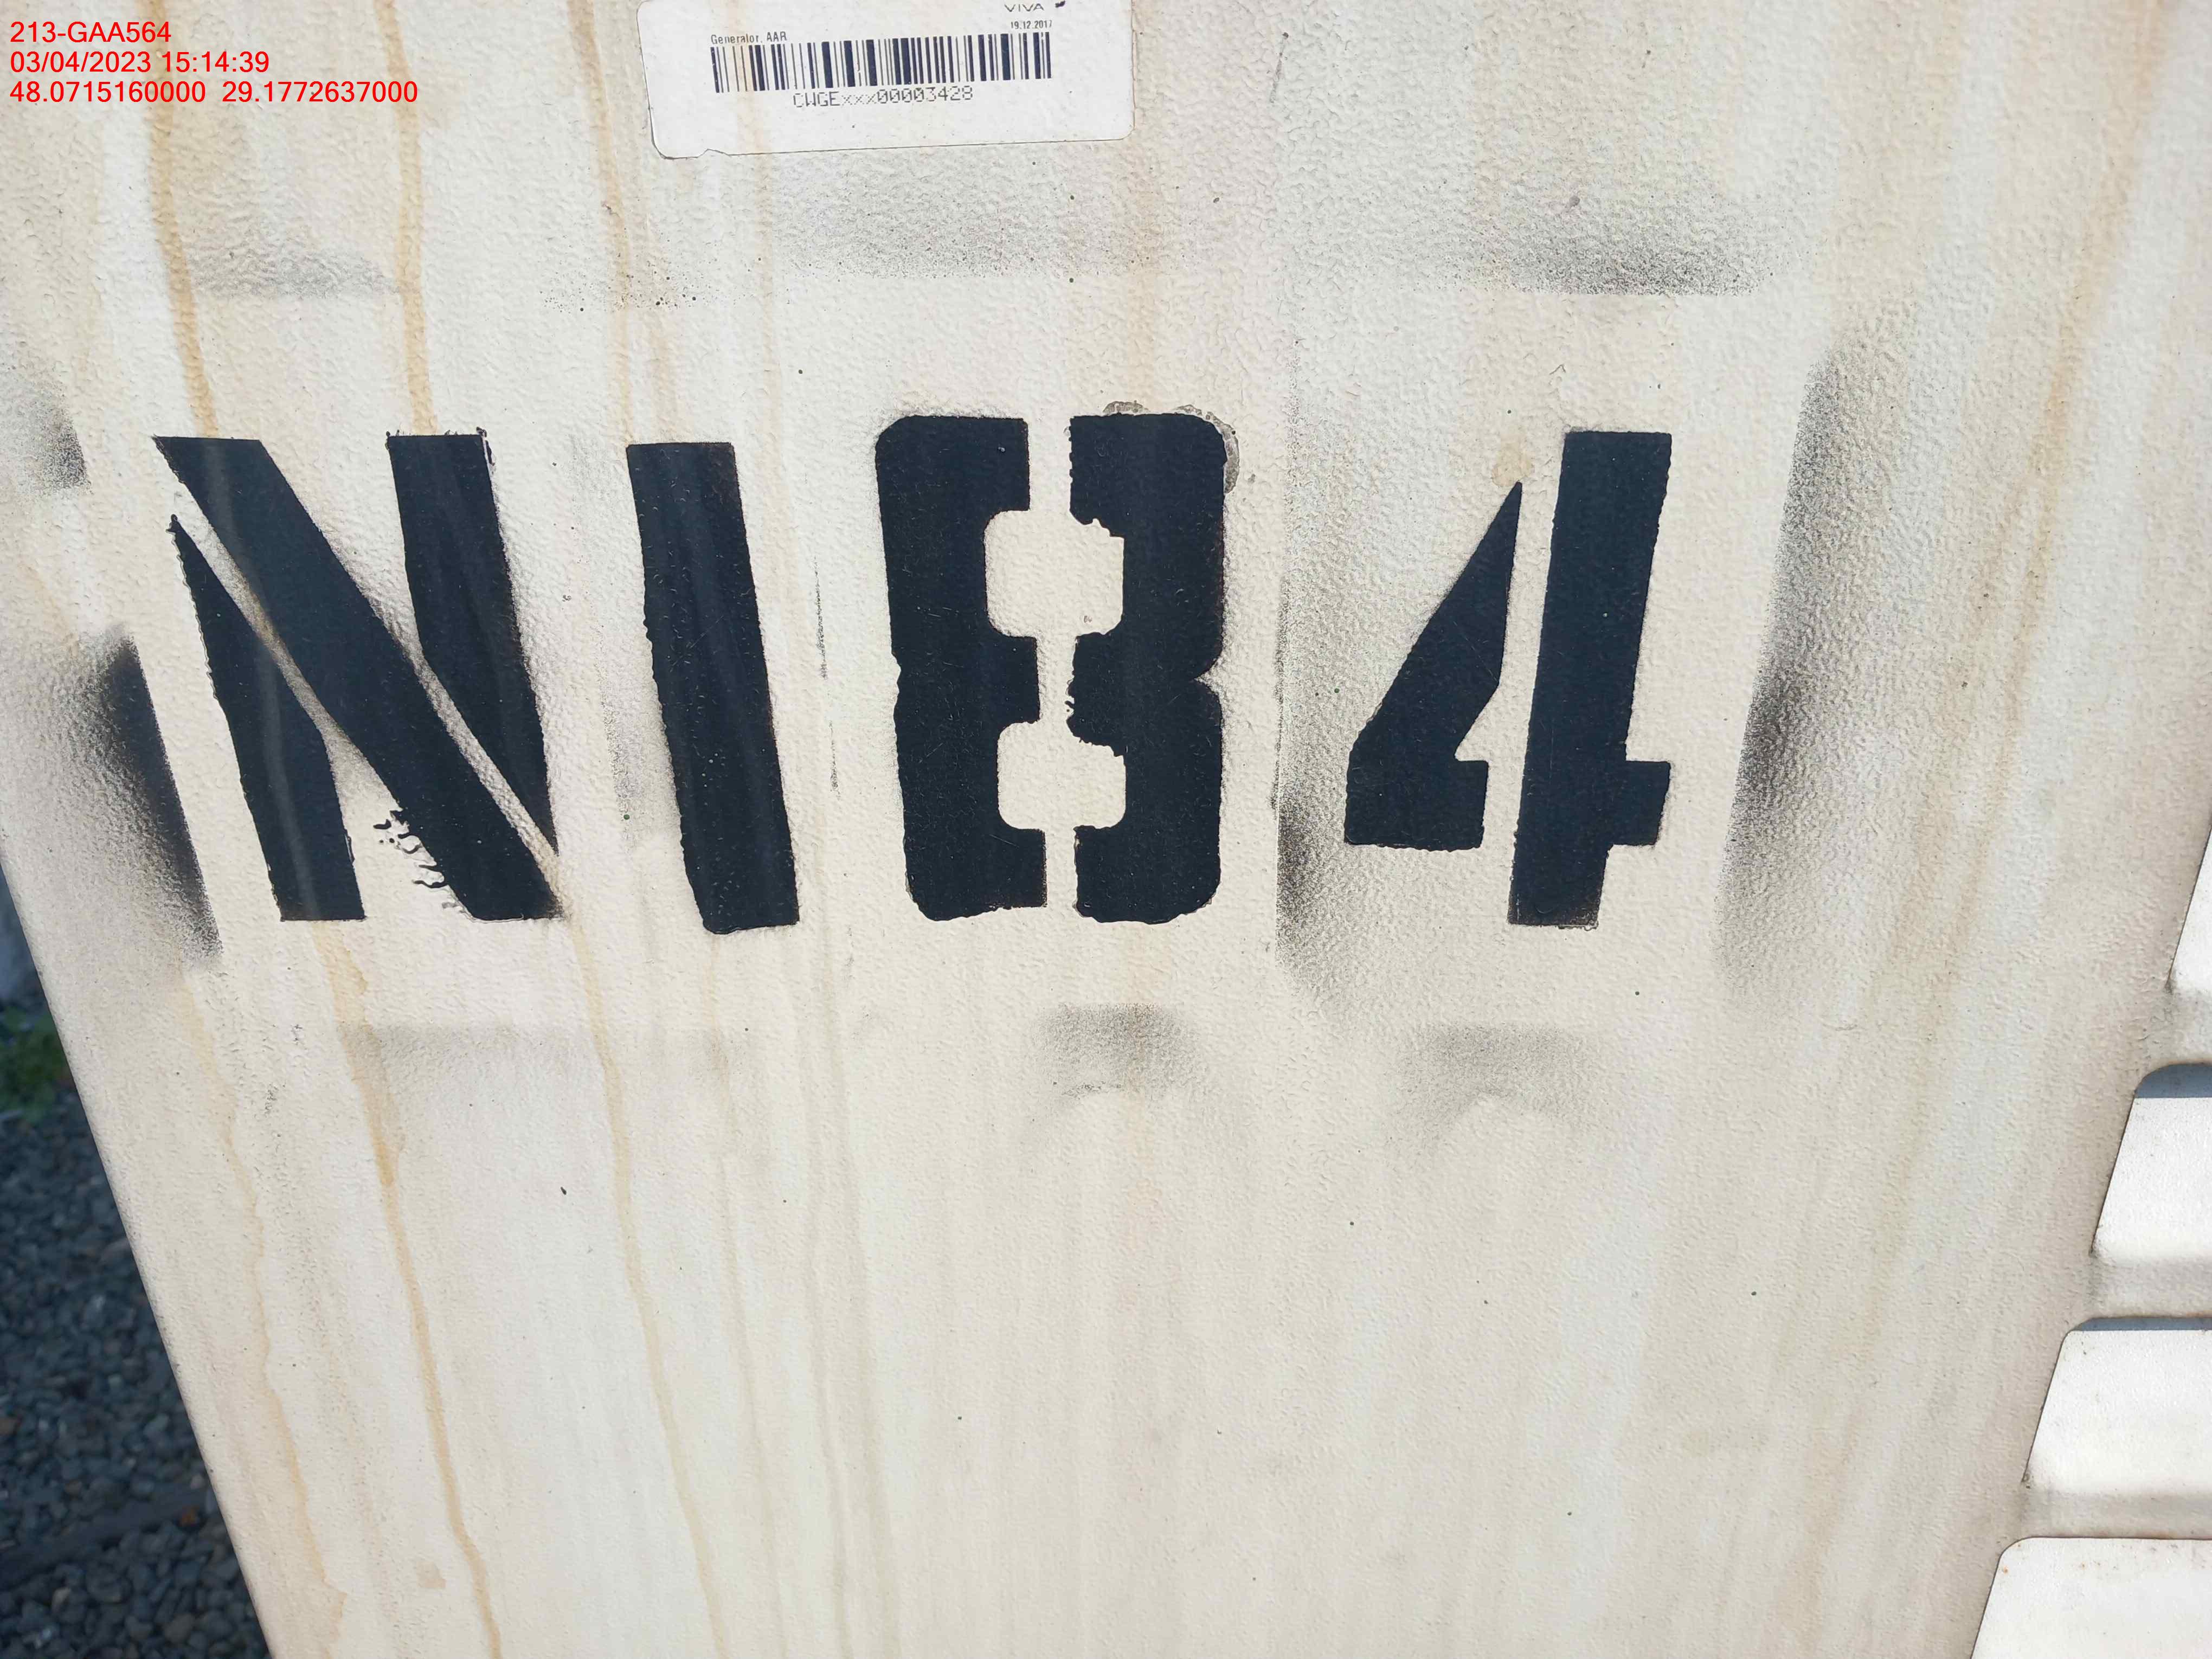 213-GAA564
03/04/2023 15:14:39
48.0715160000 29.1772637000
VIVA
19.12.2017
Generator, AAR
CWGExxx00003428
N184